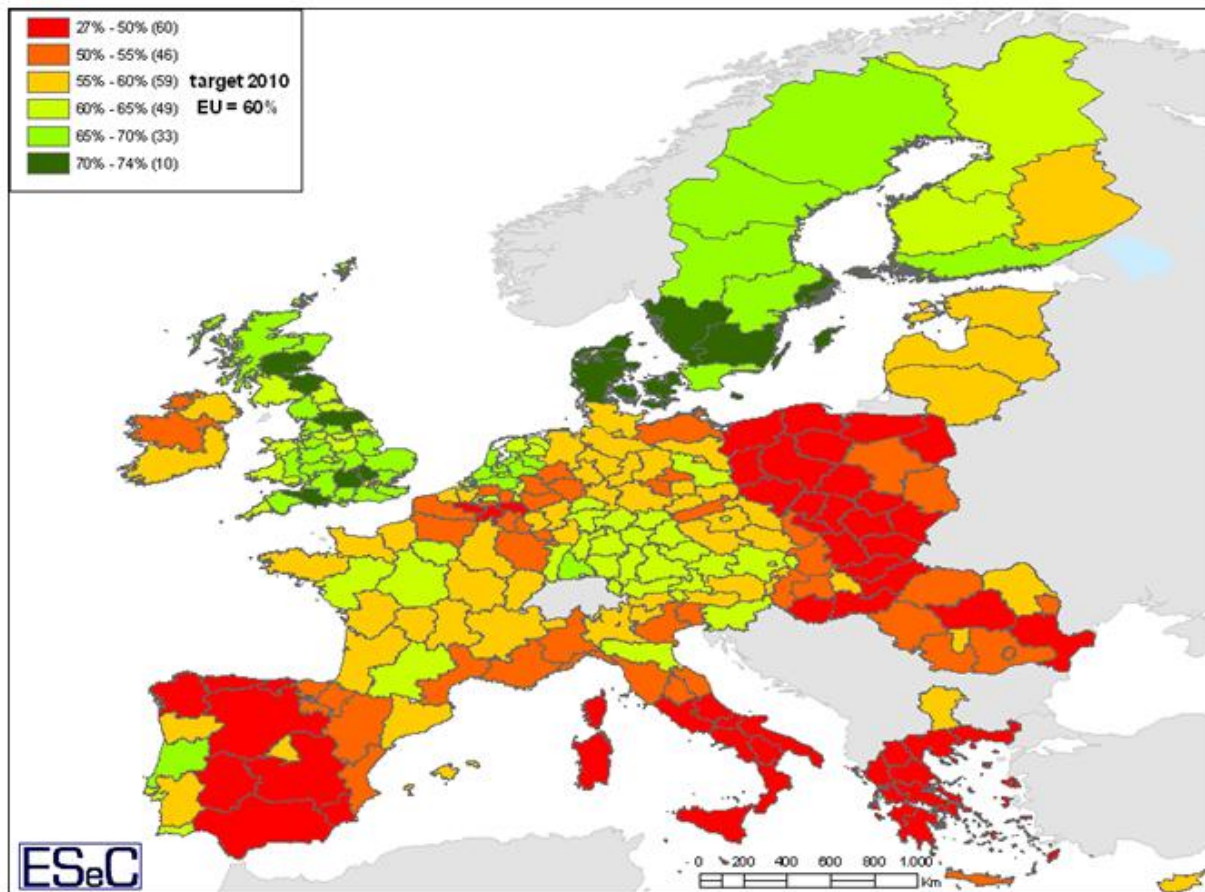 27% - 50% (60)
50% - 55% (46)
55% - 60% (59)
60% - 65% (49)
65% - 70% (33)
70% - 74% (10)
target 2010
EU = 60%
ESeC
0 200 400 600 800 1.000
Km